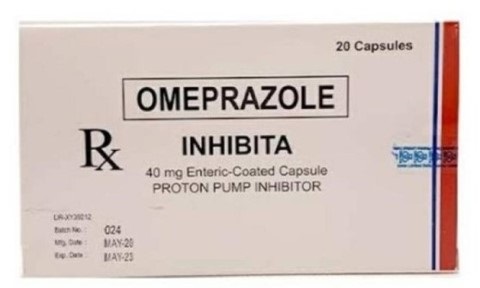 20 Capsules
OMEPRAZOLE
Rx
INHIBITA
40 mg Enteric-Coated Capsule
PROTON PUMP INHIBITOR
Batch No. : 024
Mfg. Date : MAY-20
Exp. Date : MAY-23